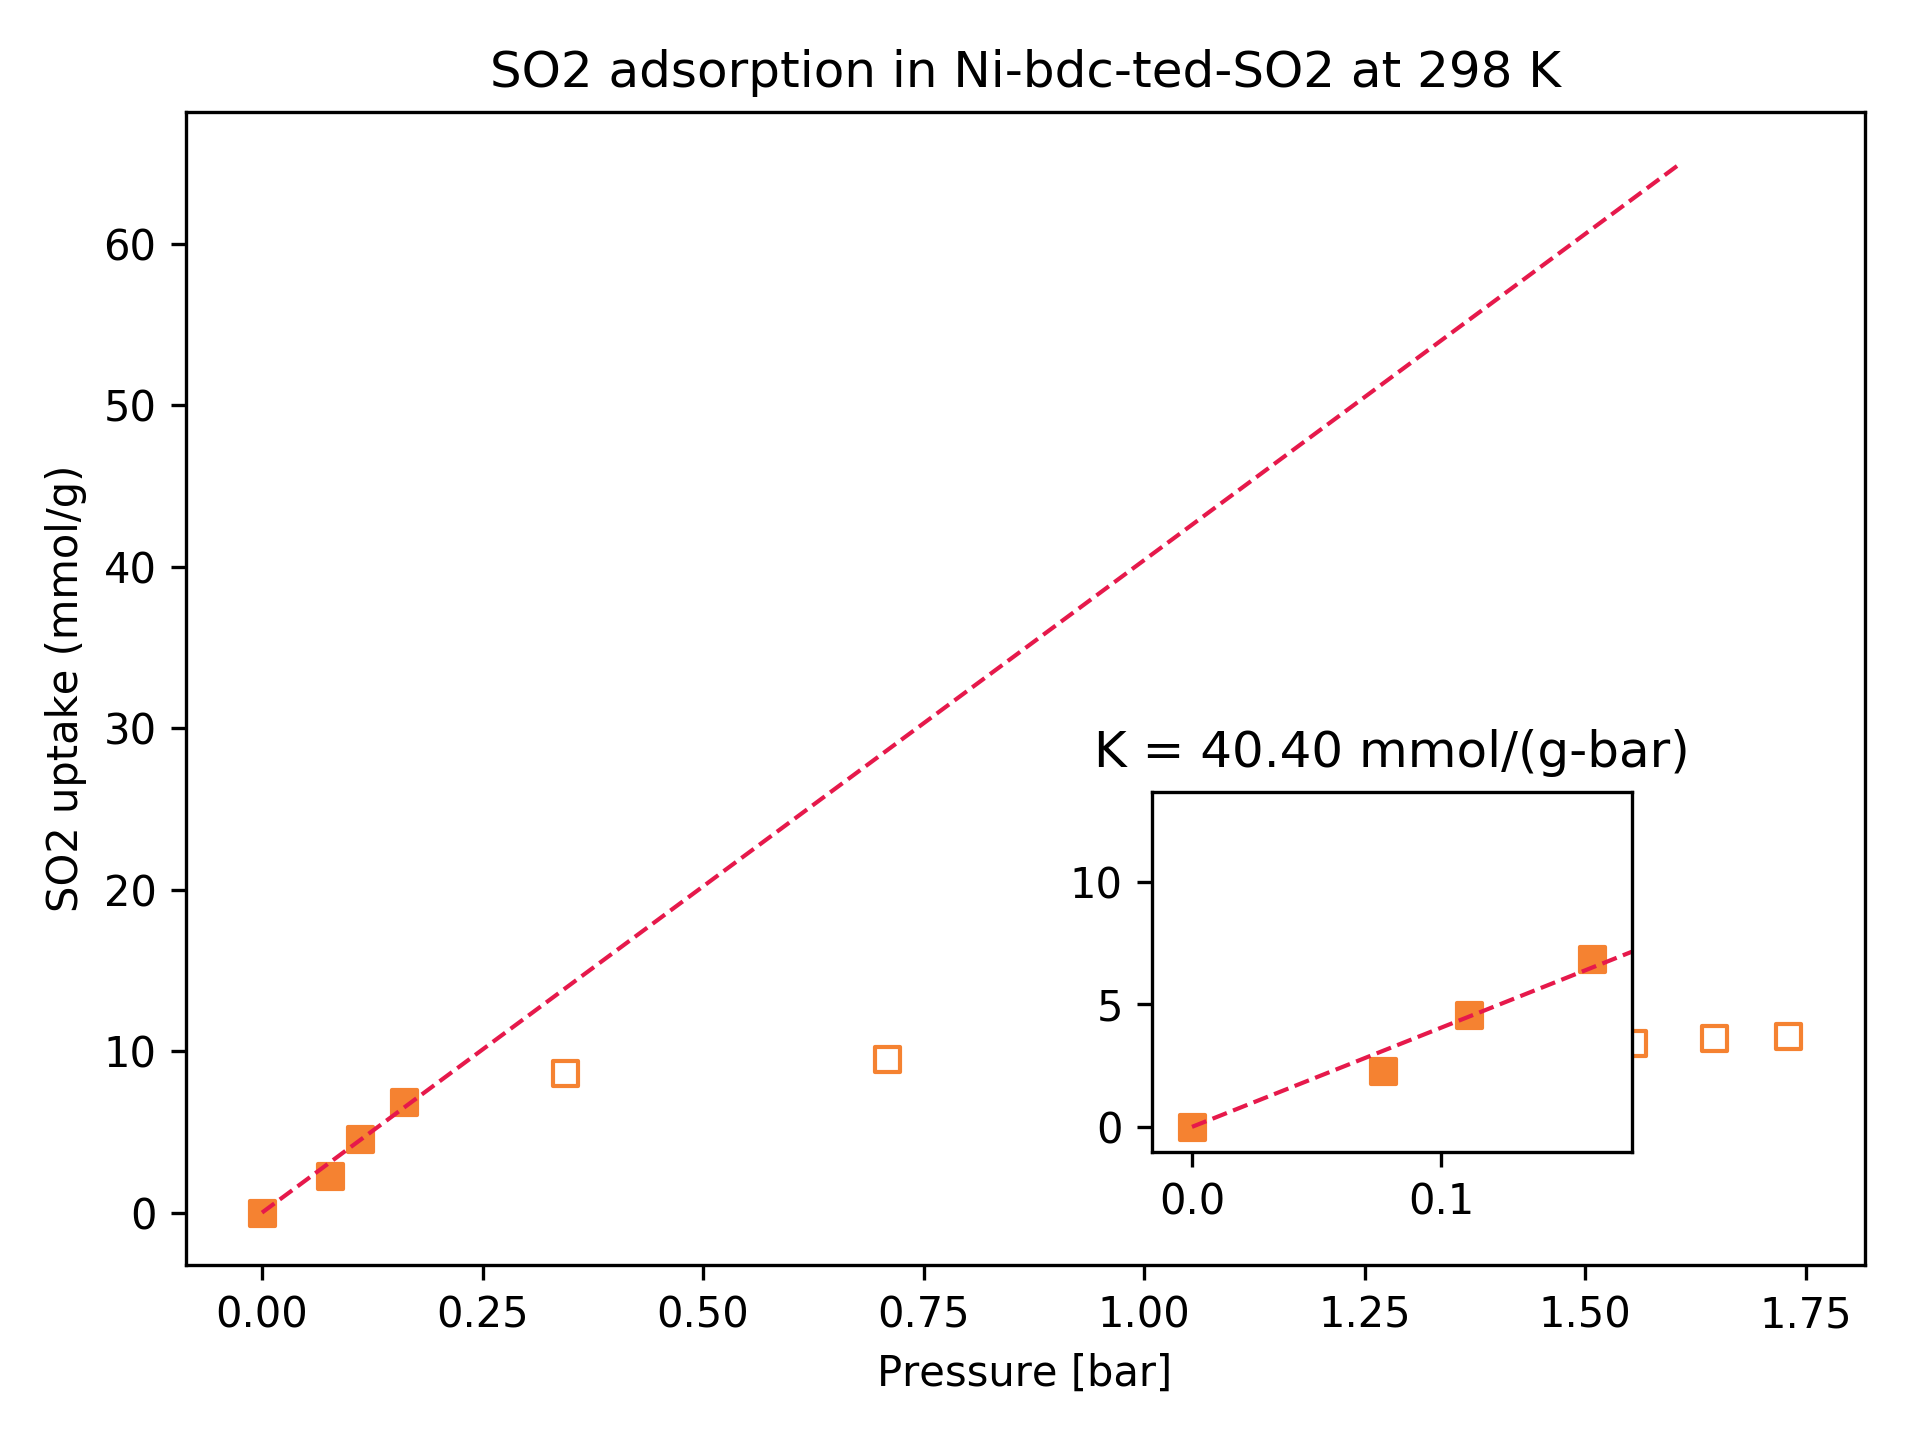 SO2 adsorption in Ni-bdc-ted-SO2 at 298 K
SO2 uptake (mmol/g)
60
50
40
30
20
10
0
K = 40.40 mmol/(g-bar)
10
5
0
0.0 0.1
0.00 0.25 0.50 0.75 1.00 1.25 1.50 1.75
Pressure [bar]